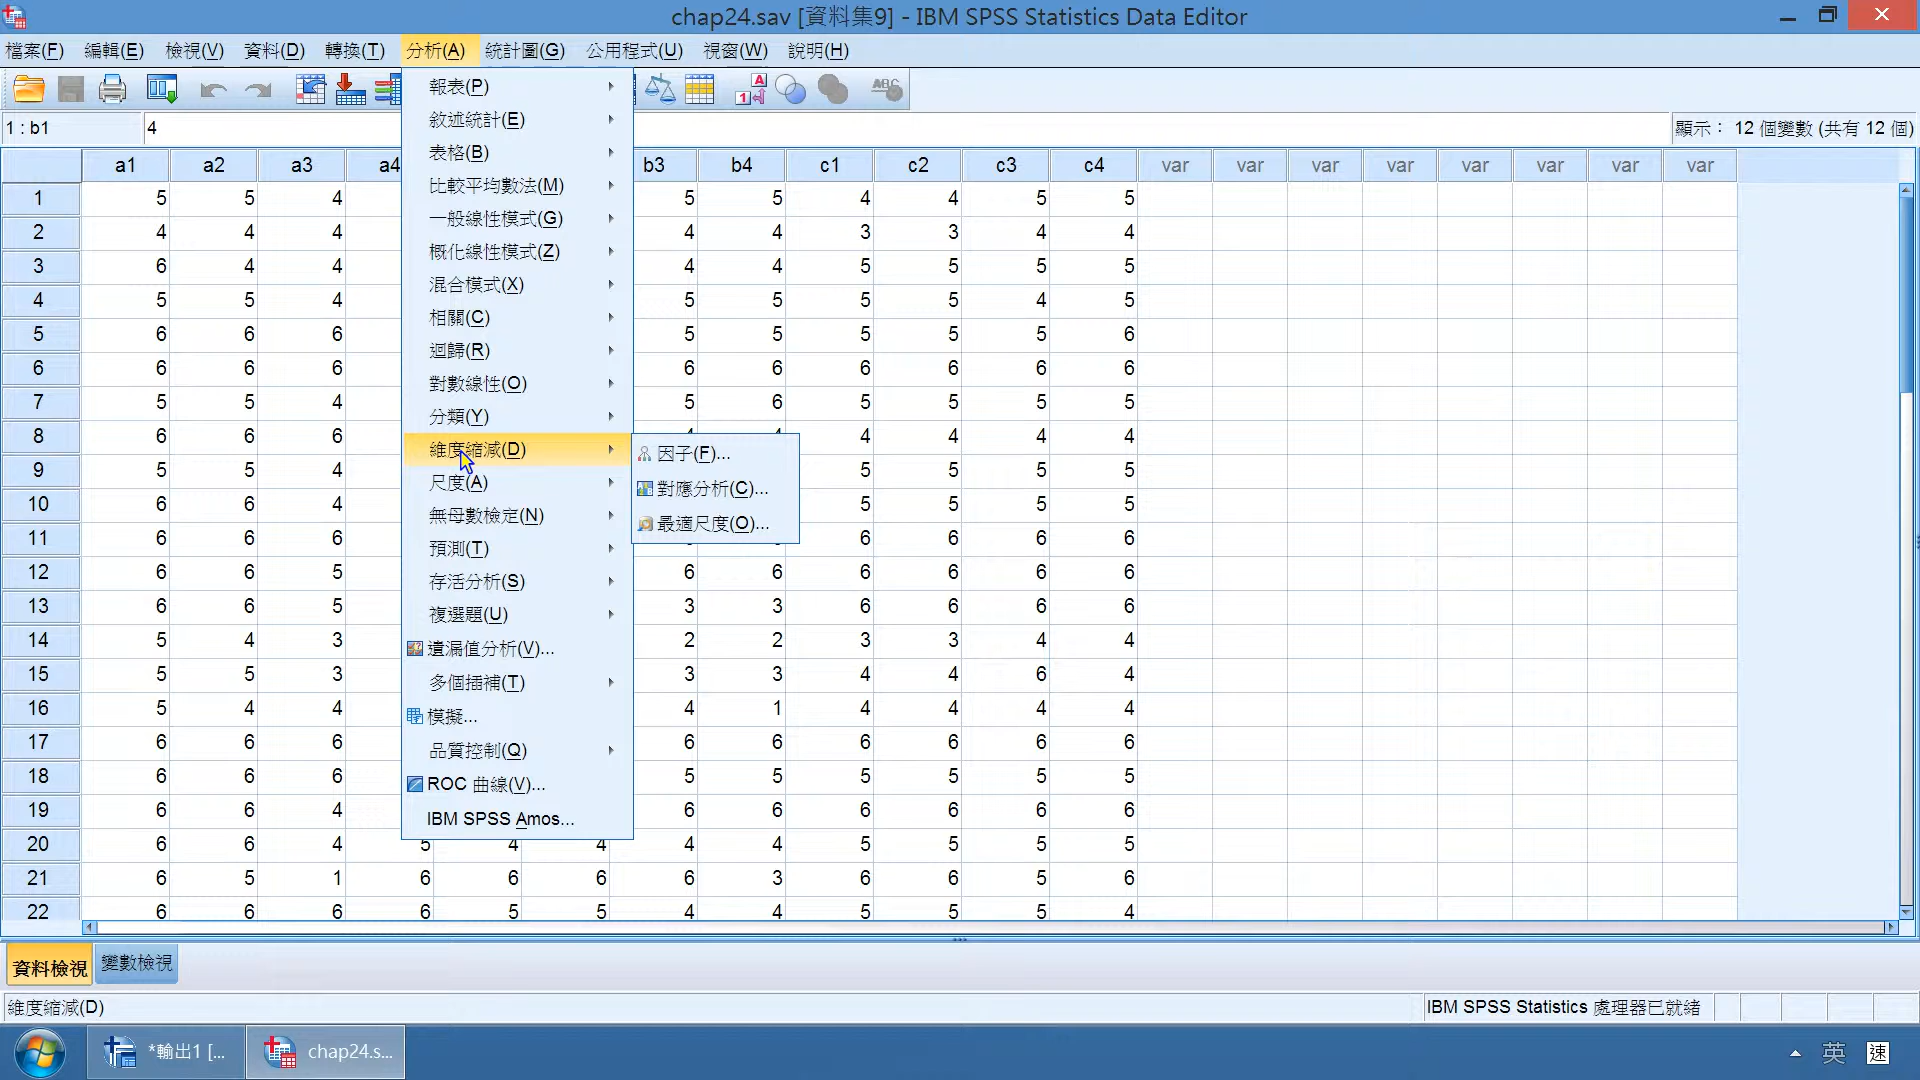 chap24.sav [資料集9] - IBM SPSS Statistics Data Editor
檔案(F) 編輯(E) 檢視(V) 資料(D) 轉換(T) 分析(A) 統計圖(G) 公用程式(U) 視窗(W) 說明(H)
1 : b1 4 顯示： 12 個變數 (共有 12 個)
a1 a2 a3 a4 b3 b4 c1 c2 c3 c4 var var var var var var var var
1 5 5 4 5 5 4 4 5 5
2 4 4 4 4 4 3 3 4 4
3 6 4 4 4 4 5 5 5 5
4 5 5 4 5 5 5 5 4 5
5 6 6 6 5 5 5 5 5 6
6 6 6 6 6 6 6 6 6 6
7 5 5 4 5 6 5 5 5 5
8 6 6 6 4 4 4 4
9 5 5 4 5 5 5 5
10 6 6 4 5 5 5 5
11 6 6 6 6 6 6 6
12 6 6 5 6 6 6 6 6 6
13 6 6 5 3 3 6 6 6 6
14 5 4 3 2 2 3 3 4 4
15 5 5 3 3 3 4 4 6 4
16 5 4 4 4 1 4 4 4 4
17 6 6 6 6 6 6 6 6 6
18 6 6 6 5 5 5 5 5 5
19 6 6 4 6 6 6 6 6 6
20 6 6 4 5 4 4 4 4 5 5 5 5
21 6 5 1 6 6 6 6 3 6 6 5 6
22 6 6 6 6 5 5 4 4 5 5 5 4
報表(P)
敘述統計(E)
表格(B)
比較平均數法(M)
一般線性模式(G)
概化線性模式(Z)
混合模式(X)
相關(C)
迴歸(R)
對數線性(O)
分類(Y)
維度縮減(D)
尺度(A)
無母數檢定(N)
預測(T)
存活分析(S)
複選題(U)
遺漏值分析(V)...
多個插補(T)
模擬...
品質控制(Q)
ROC 曲線(V)...
IBM SPSS Amos...
因子(F)...
對應分析(C)...
最適尺度(O)...
資料檢視 變數檢視
維度縮減(D) IBM SPSS Statistics 處理器已就緒
*輸出1 [... chap24.s... 英 速